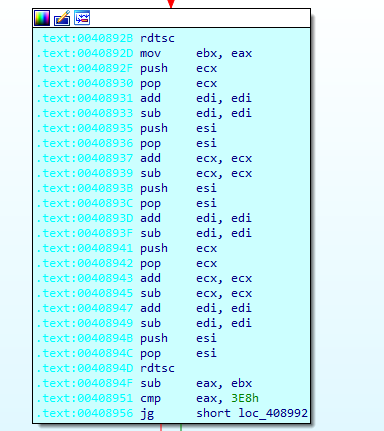 .text:0040892B rdtsc
.text:0040892D mov ebx, eax
.text:0040892F push ecx
.text:00408930 pop ecx
.text:00408931 add edi, edi
.text:00408933 sub edi, edi
.text:00408935 push esi
.text:00408936 pop esi
.text:00408937 add ecx, ecx
.text:00408939 sub ecx, ecx
.text:0040893B push esi
.text:0040893C pop esi
.text:0040893D add edi, edi
.text:0040893F sub edi, edi
.text:00408941 push ecx
.text:00408942 pop ecx
.text:00408943 add ecx, ecx
.text:00408945 sub ecx, ecx
.text:00408947 add edi, edi
.text:00408949 sub edi, edi
.text:0040894B push esi
.text:0040894C pop esi
.text:0040894D rdtsc
.text:0040894F sub eax, ebx
.text:00408951 cmp eax, 3E8h
.text:00408956 jg short loc_408992